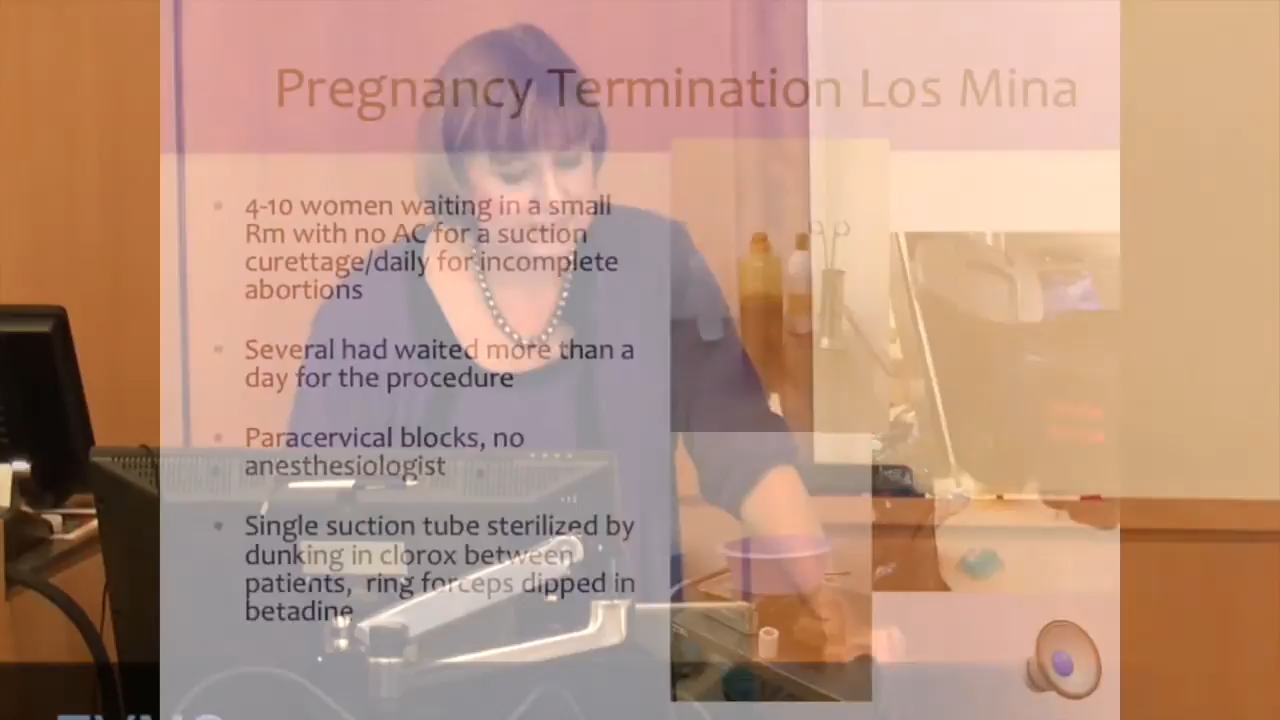 Pregnancy Termination Los Mina
• 4-10 women waiting in a small
Rm with no AC for a suction
curettage/daily for incomplete
abortions
• Several had waited more than a
day for the procedure
• Paracervical blocks, no
anesthesiologist
• Single suction tube sterilized by
dunking in clorox between
patients, ring forceps dipped in
betadine